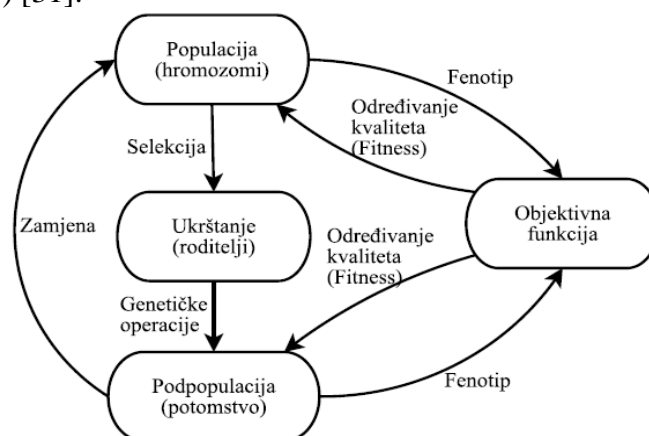 ) [31].
Populacija
(hromozomi)
Fenotip
Određivanje
kvaliteta
(Fitness)
Selekcija
Zamjena
Ukrštanje
(roditelji)
Objektivna
funkcija
Određivanje
kvaliteta
(Fitness)
Genetičke
operacije
Podpopulacija
(potomstvo)
Fenotip